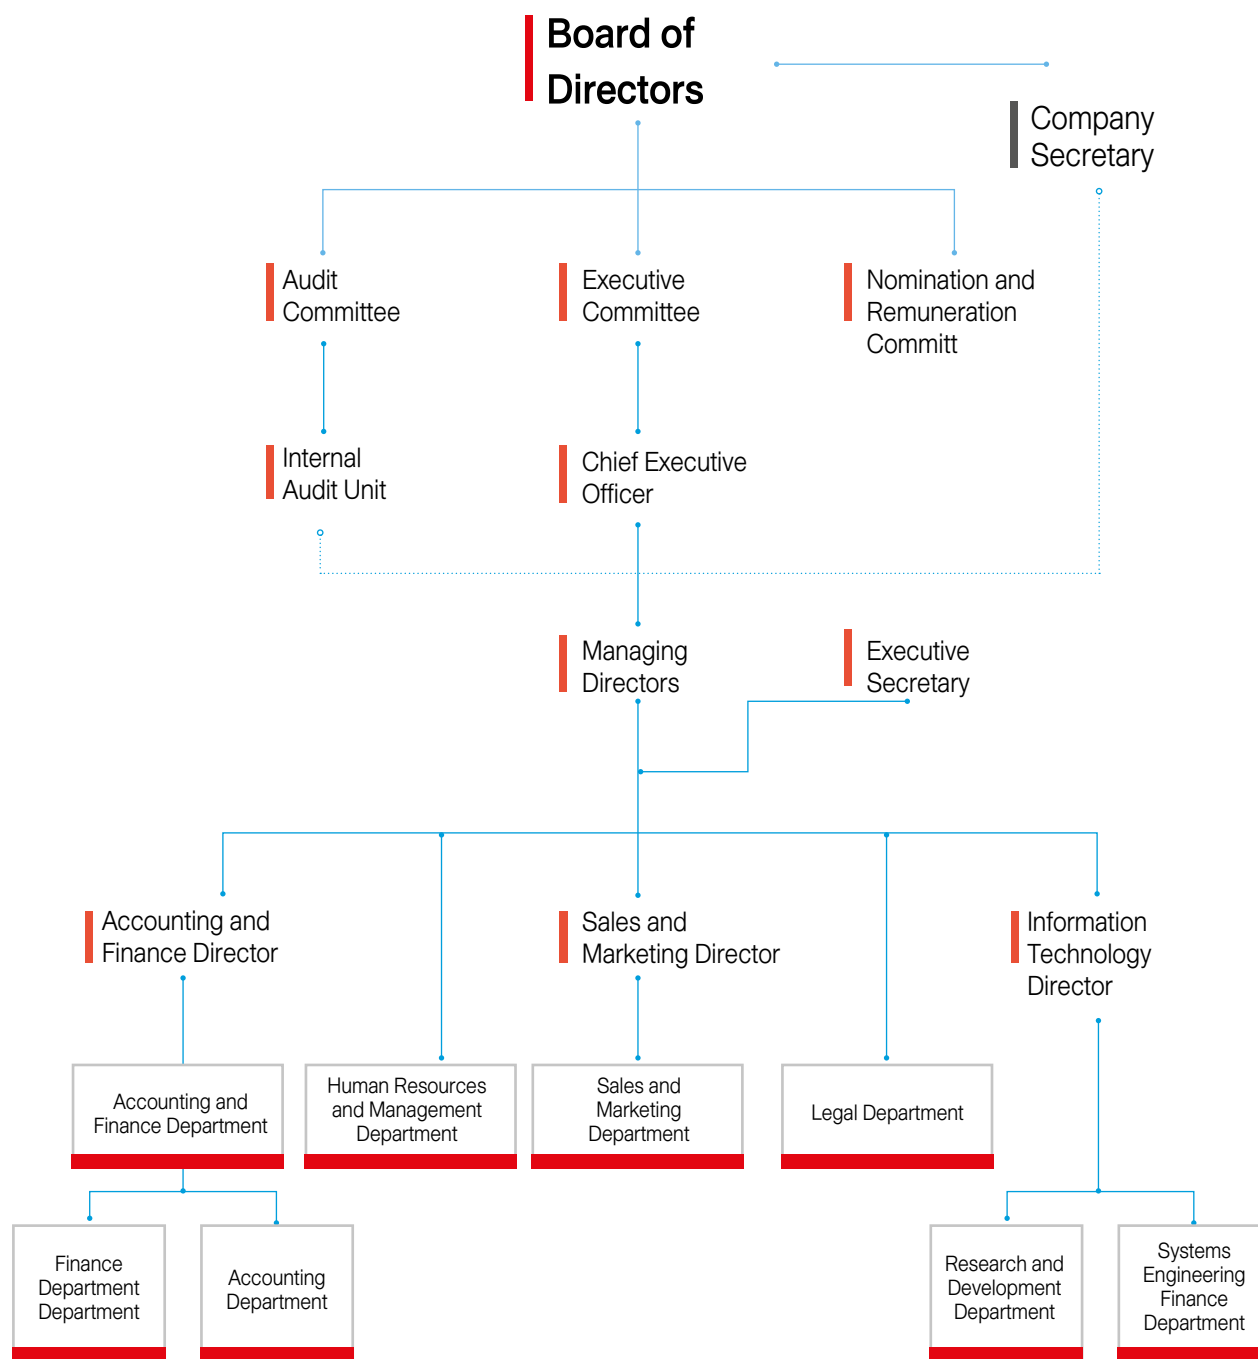 Board of
Directors
Company
Secretary
Audit
Committee
Executive
Committee
Nomination and
Remuneration
Committ
Internal
Audit Unit
Chief Executive
Officer
Managing
Directors
Executive
Secretary
Accounting and
Finance Director
Sales and
Marketing Director
Information
Technology
Director
Accounting and
Finance Department
Human Resources
and Management
Department
Sales and
Marketing
Department
Legal Department
Finance
Department
Department
Accounting
Department
Research and
Development
Department
Systems
Engineering
Finance
Department